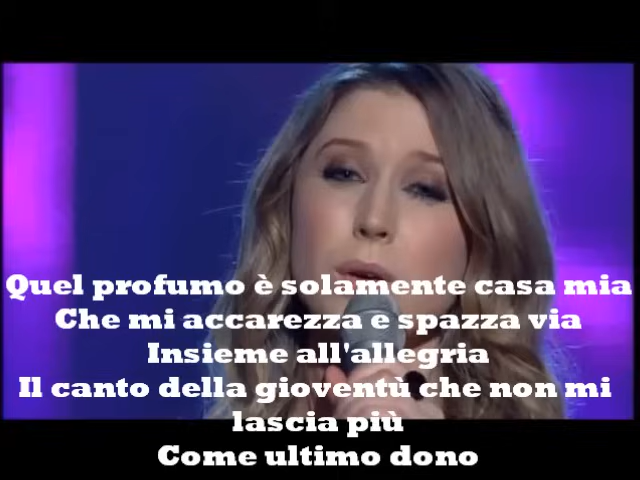 Quel profumo è solamente casa mia
Che mi accarezza e spazza via
Insieme all'allegria
Il canto della gioventù che non mi
lascia più
Come ultimo dono